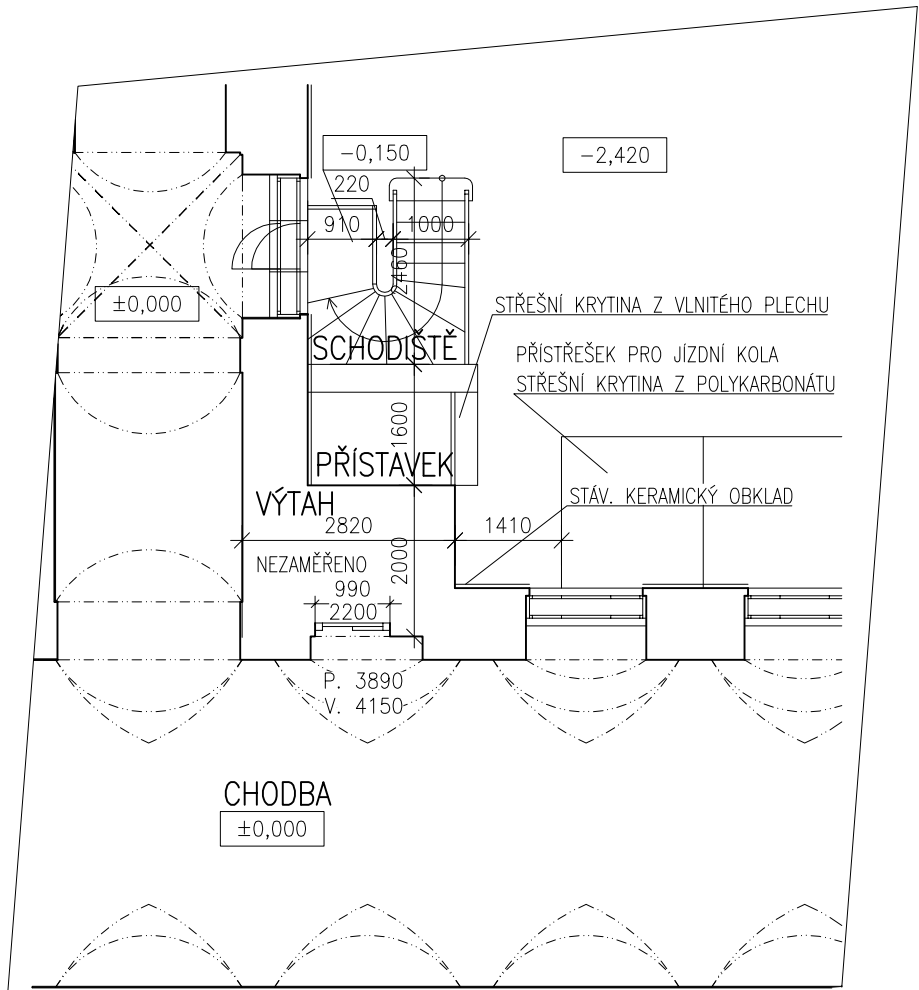 −0,150
−2,420
220
910
1000
2460
±0,000
STŘEŠNÍ KRYTINA Z VLNITÉHO PLECHU
SCHODIŠTĚ
PŘÍSTŘEŠEK PRO JÍZDNÍ KOLA
STŘEŠNÍ KRYTINA Z POLYKARBONÁTU
1600
PŘÍSTAVEK
VÝTAH
STÁV. KERAMICKÝ OBKLAD
2820
1410
2000
NEZAMĚŘENO
990
2200
P. 3890
V. 4150
CHODBA
±0,000